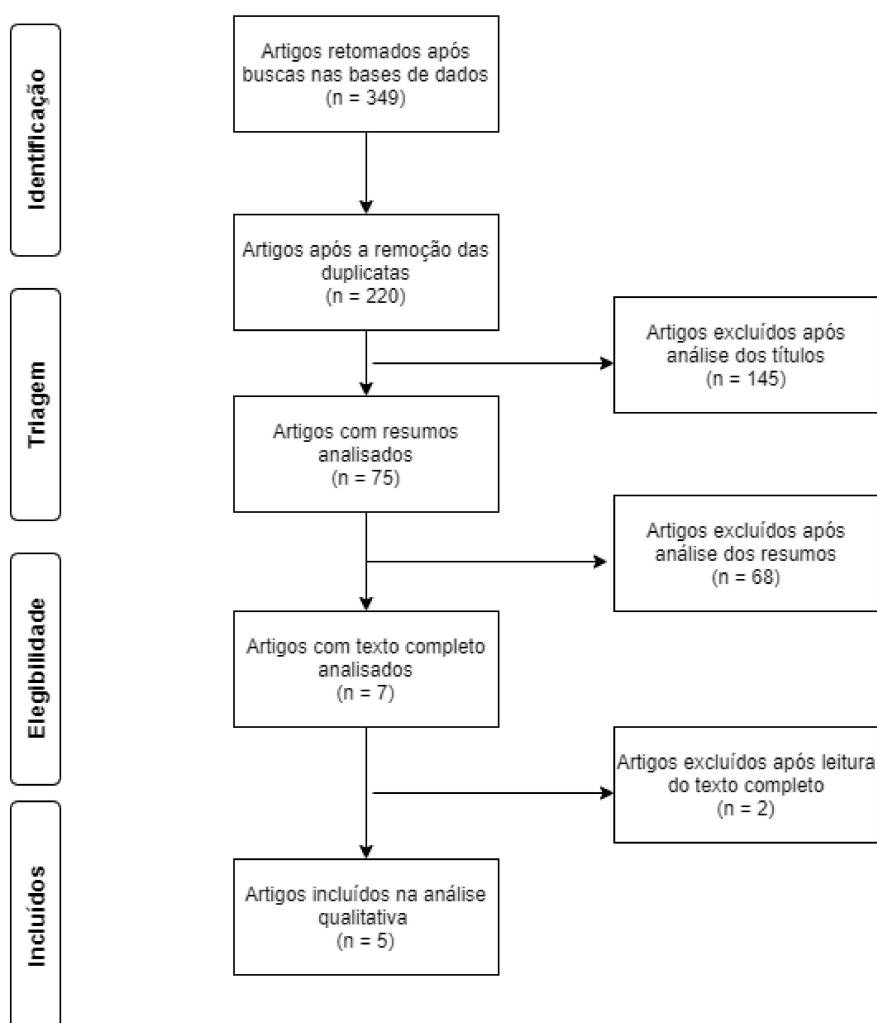 Identificação
Artigos retomados após
buscas nas bases de dados
(n = 349)
Artigos após a remoção das
duplicatas
(n = 220)
Triagem
Artigos excluídos após
análise dos títulos
(n = 145)
Artigos com resumos
analisados
(n = 75)
Artigos excluídos após
análise dos resumos
(n = 68)
Elegibilidade
Artigos com texto completo
analisados
(n = 7)
Artigos excluídos após leitura
do texto completo
(n = 2)
Incluídos
Artigos incluídos na análise
qualitativa
(n = 5)